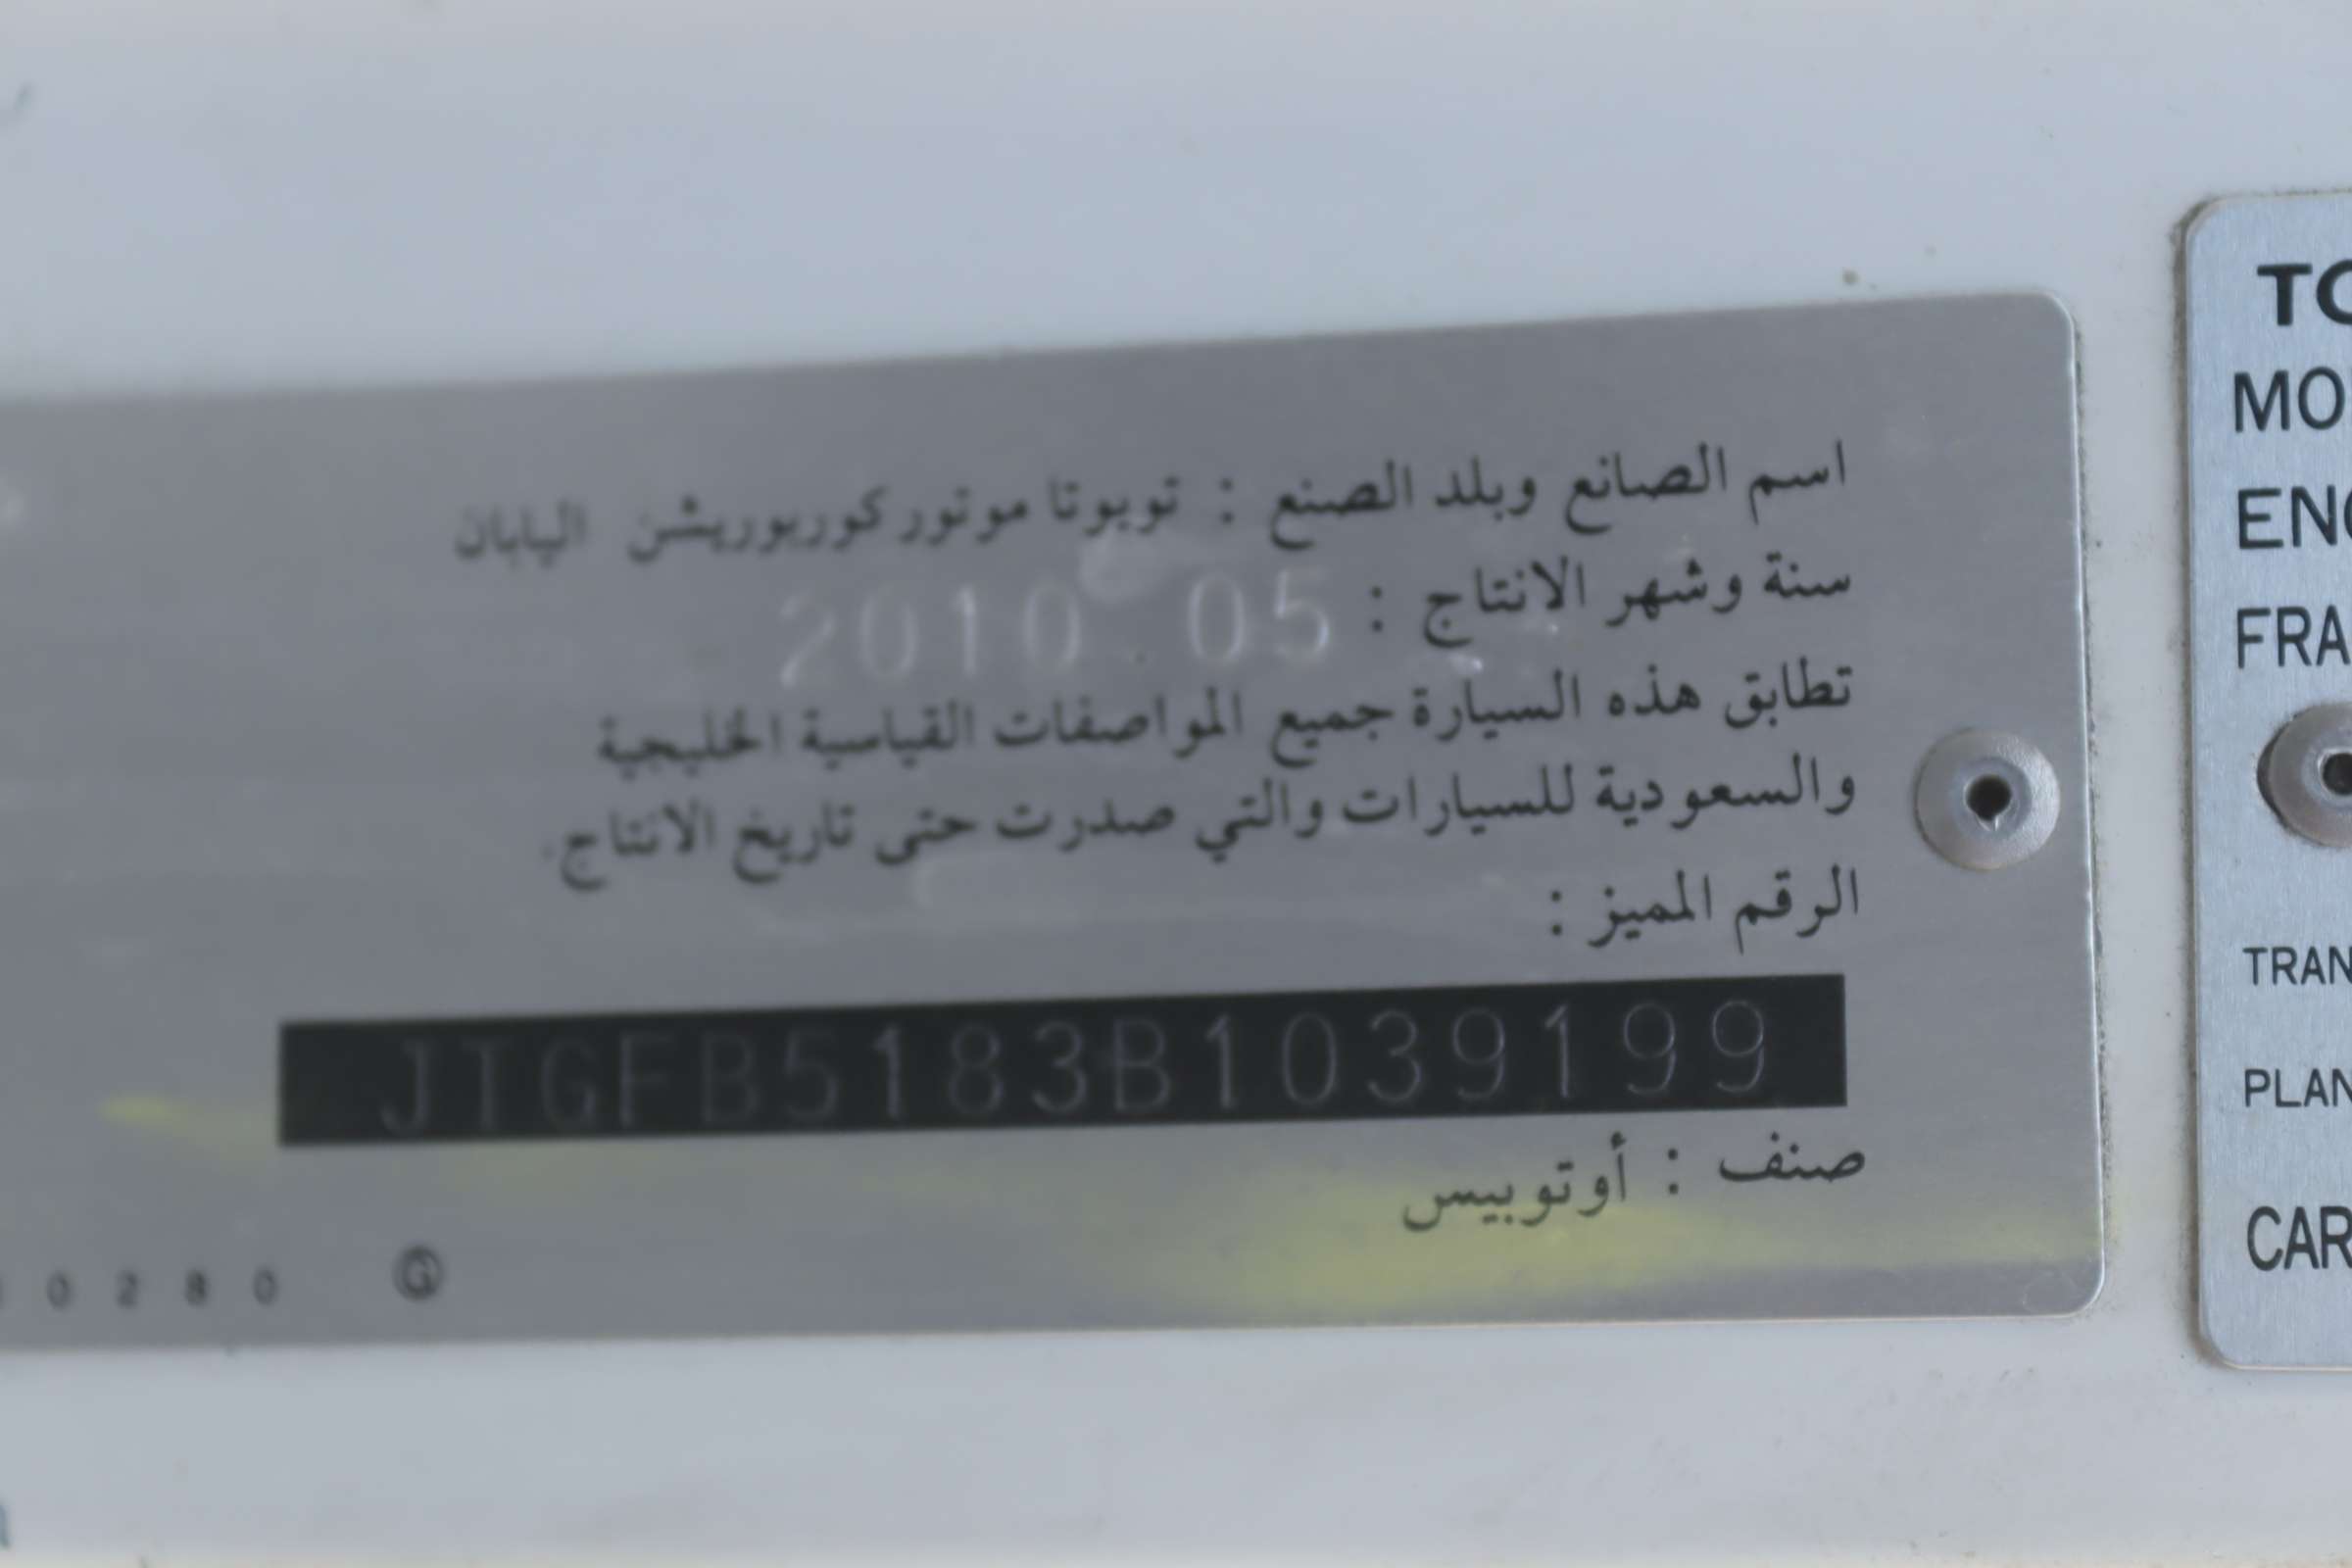 اسم الصانع وبلد الصنع : تويوتا موتور كوربوريشن اليابان
سنة وشهر الانتاج : 2010 05
تطابق هذه السيارة جميع المواصفات القياسية الخليجية
والسعودية للسيارات والتي صدرت حتى تاريخ الانتاج.
الرقم المميز :
JTGFB5183B1039199
صنف : أوتوبيس
0280 G
TO
MO
ENG
FRA
TRAN
PLAN
CAR